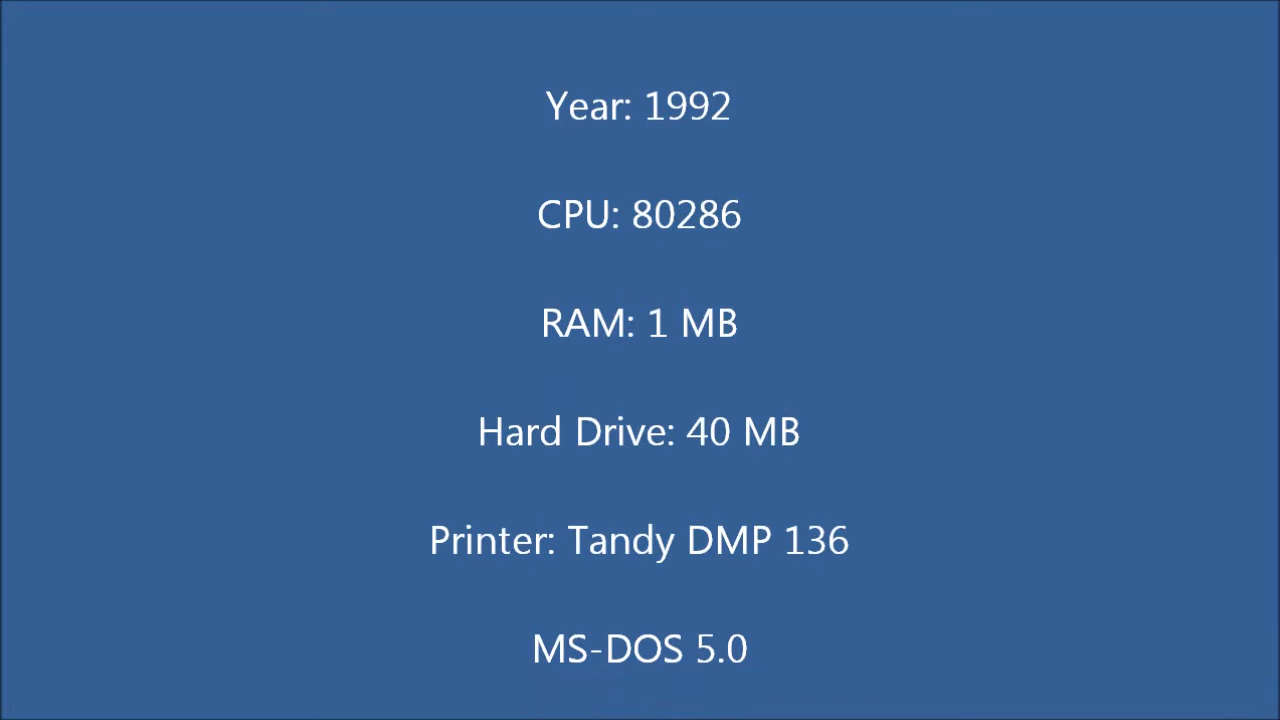 Year: 1992
CPU: 80286
RAM: 1 MB
Hard Drive: 40 MB
Printer: Tandy DMP 136
MS-DOS 5.0